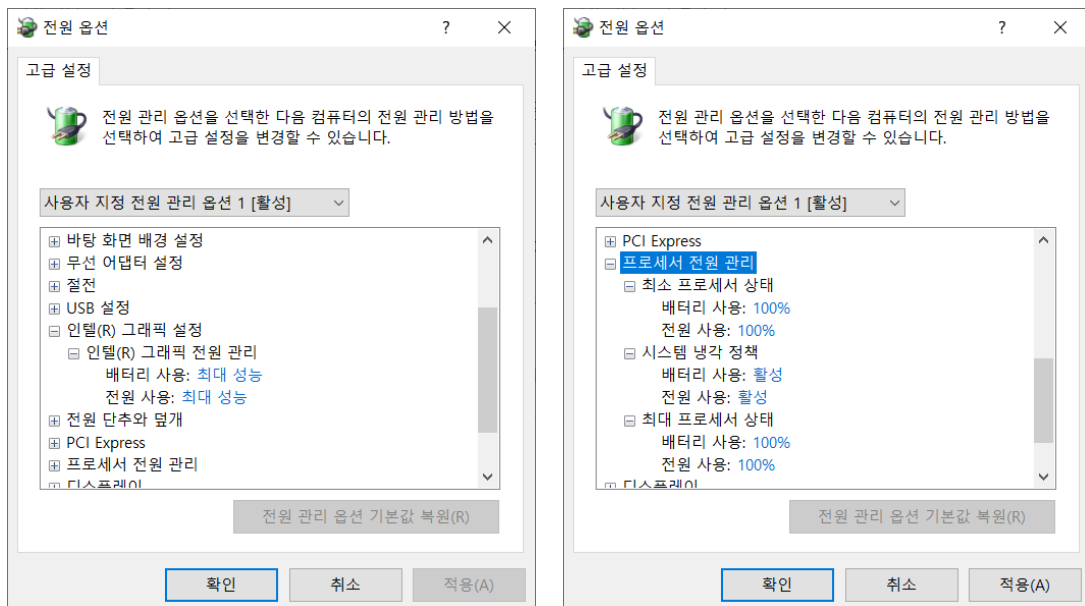 전원 옵션
고급 설정
전원 관리 옵션을 선택한 다음 컴퓨터의 전원 관리 방법을
선택하여 고급 설정을 변경할 수 있습니다.
사용자 지정 전원 관리 옵션 1 [활성]
바탕 화면 배경 설정
무선 어댑터 설정
절전
USB 설정
인텔(R) 그래픽 설정
인텔(R) 그래픽 전원 관리
배터리 사용: 최대 성능
전원 사용: 최대 성능
전원 단추와 덮개
PCI Express
프로세서 전원 관리
디스플레이
전원 관리 옵션 기본값 복원(R)
확인
취소
적용(A)
전원 옵션
고급 설정
전원 관리 옵션을 선택한 다음 컴퓨터의 전원 관리 방법을
선택하여 고급 설정을 변경할 수 있습니다.
사용자 지정 전원 관리 옵션 1 [활성]
PCI Express
프로세서 전원 관리
최소 프로세서 상태
배터리 사용: 100%
전원 사용: 100%
시스템 냉각 정책
배터리 사용: 활성
전원 사용: 활성
최대 프로세서 상태
배터리 사용: 100%
전원 사용: 100%
디스플레이
전원 관리 옵션 기본값 복원(R)
확인
취소
적용(A)